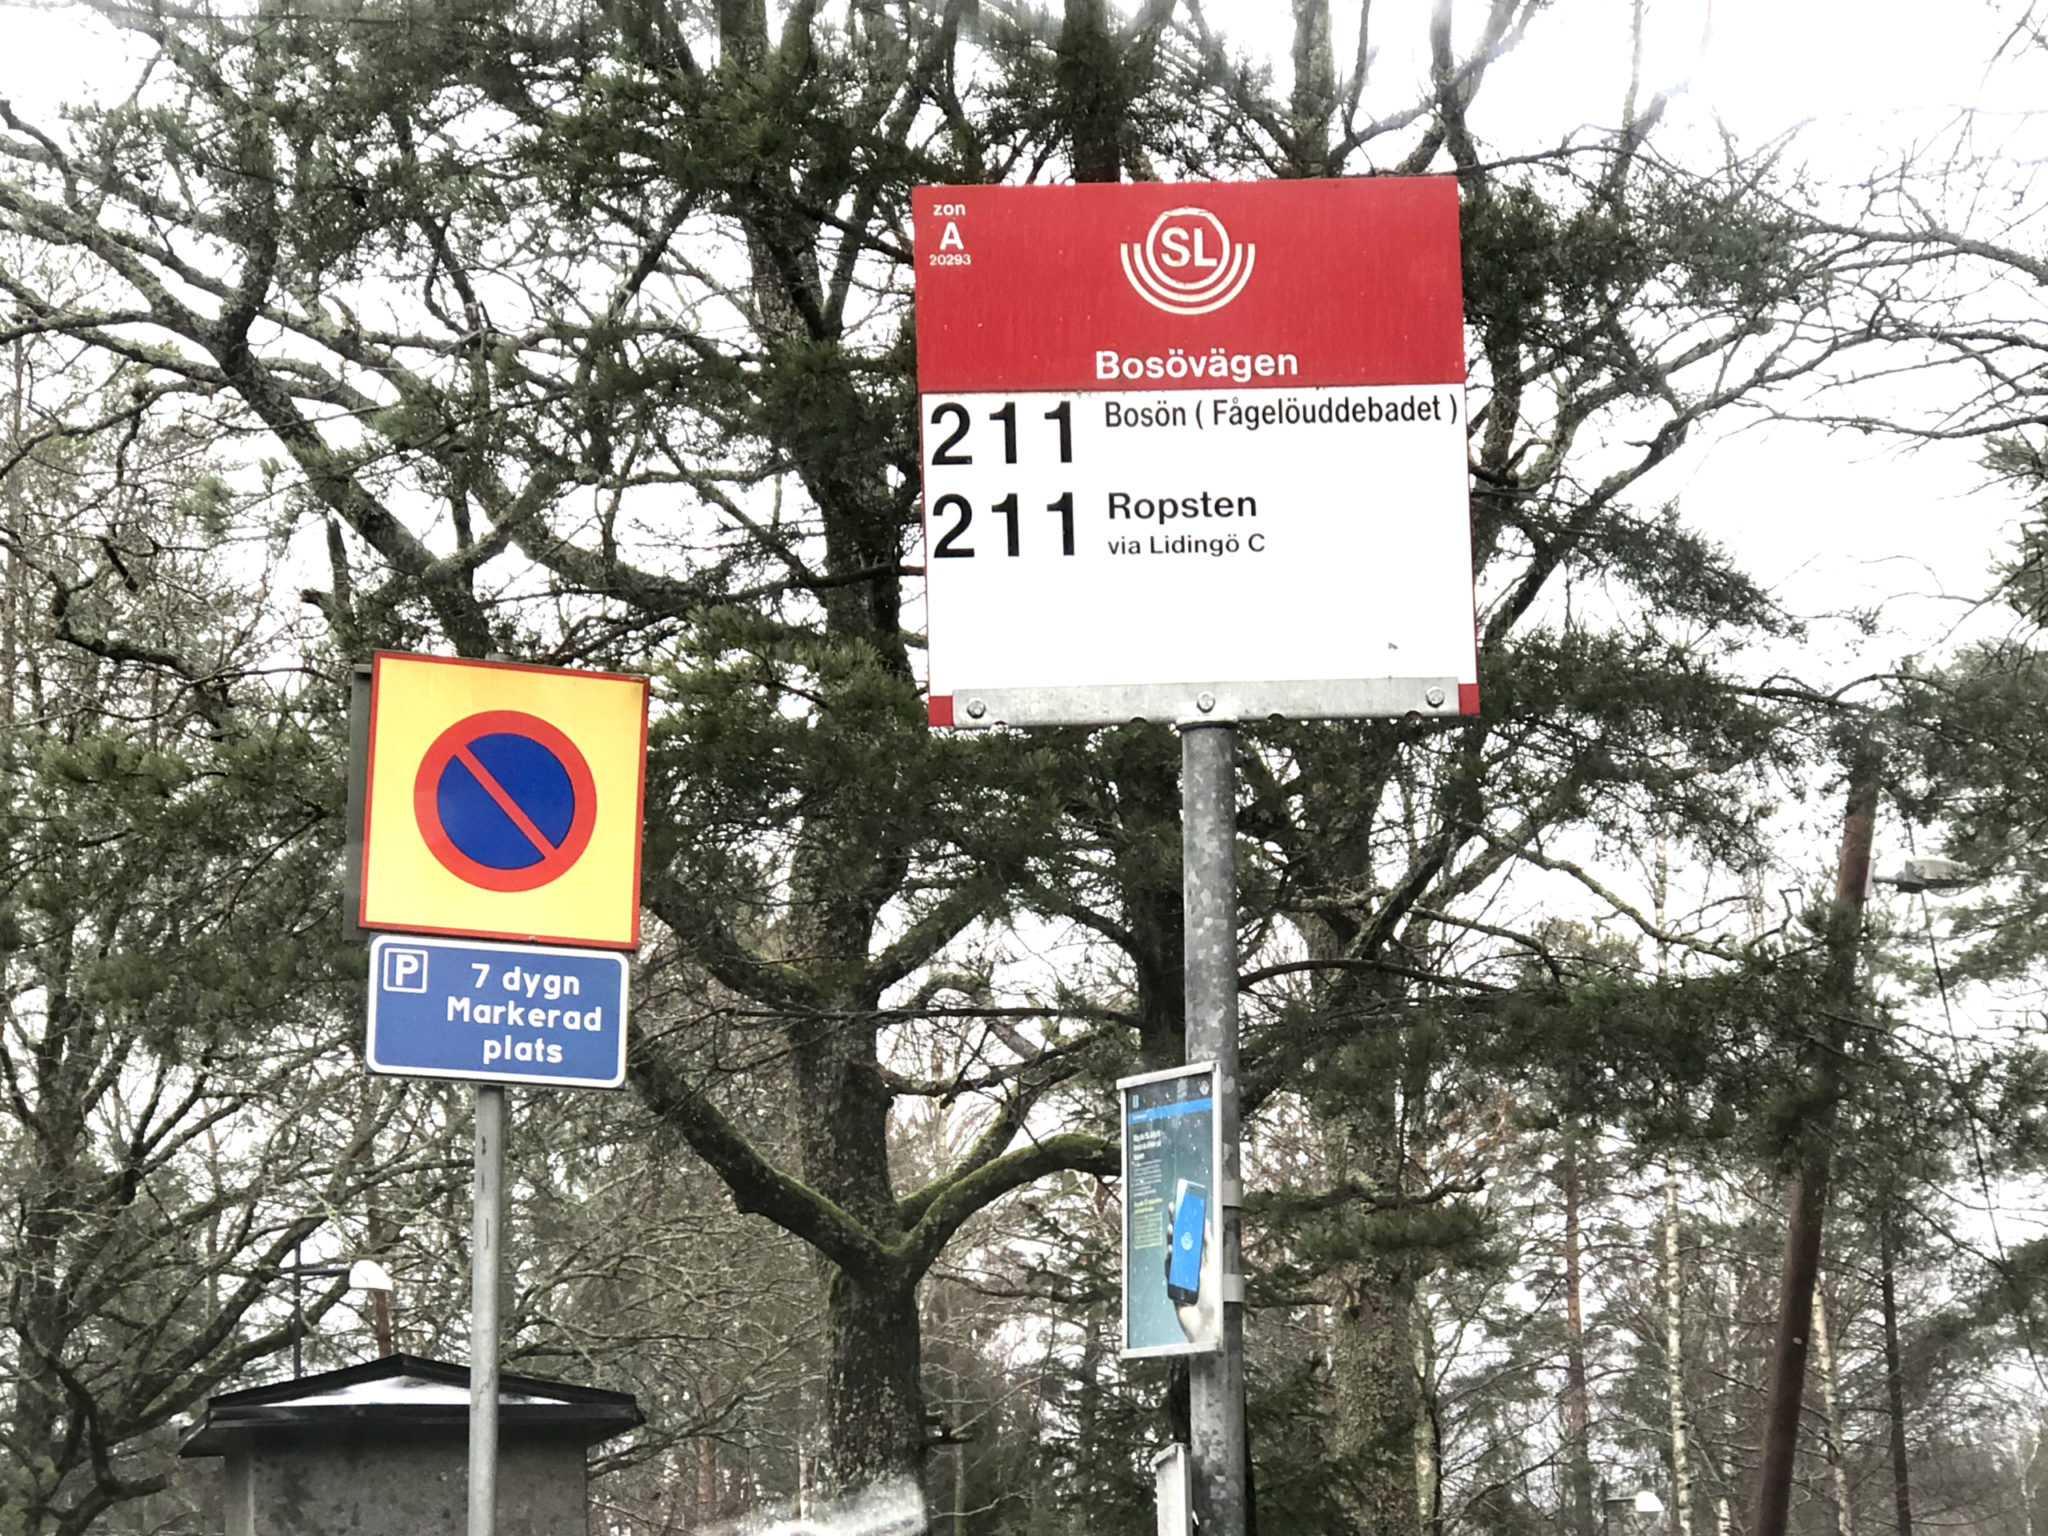 zon
A
20293
SL
Bosövägen
211 Bosön ( Fågelöuddebadet )
211 Ropsten
via Lidingö C
P 7 dygn
Markerad
plats